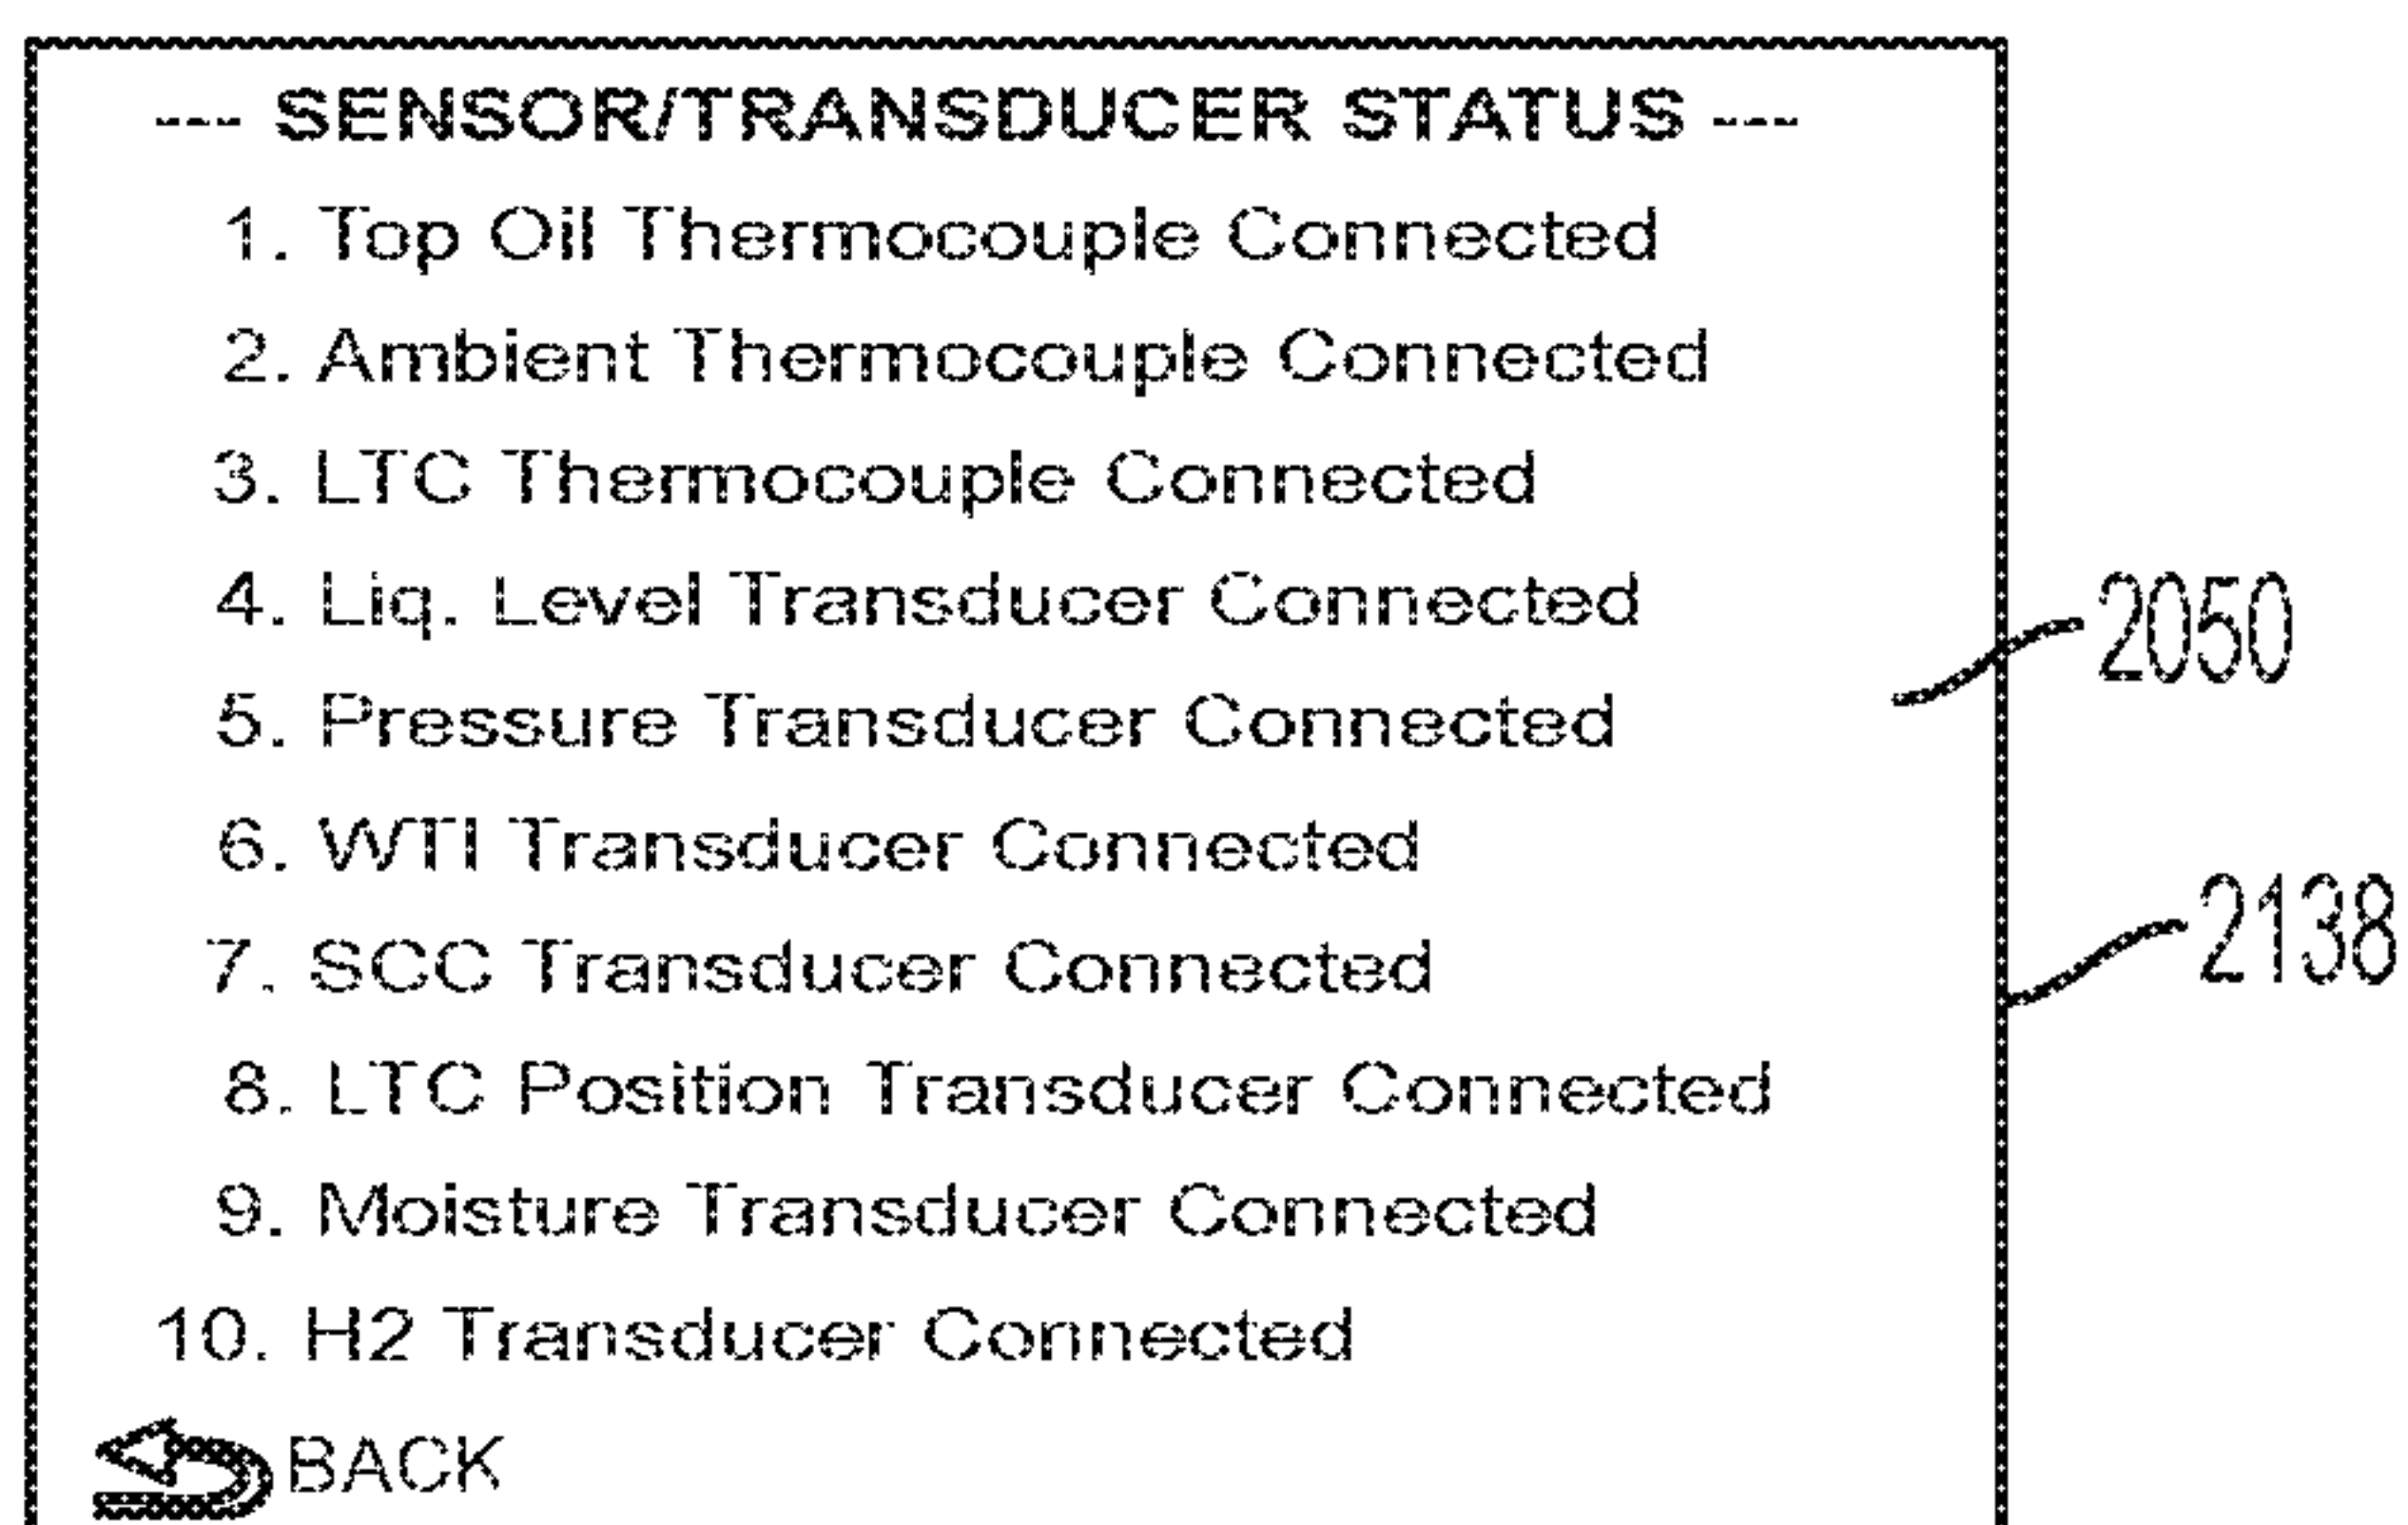 --- SENSOR/TRANSDUCER STATUS ---
1. Top Oil Thermocouple Connected
2. Ambient Thermocouple Connected
3. LTC Thermocouple Connected
4. Liq. Level Transducer Connected
2050
5. Pressure Transducer Connected
6. WTI Transducer Connected
2138
7. SCC Transducer Connected
8. LTC Position Transducer Connected
9. Moisture Transducer Connected
10. H2 Transducer Connected
BACK